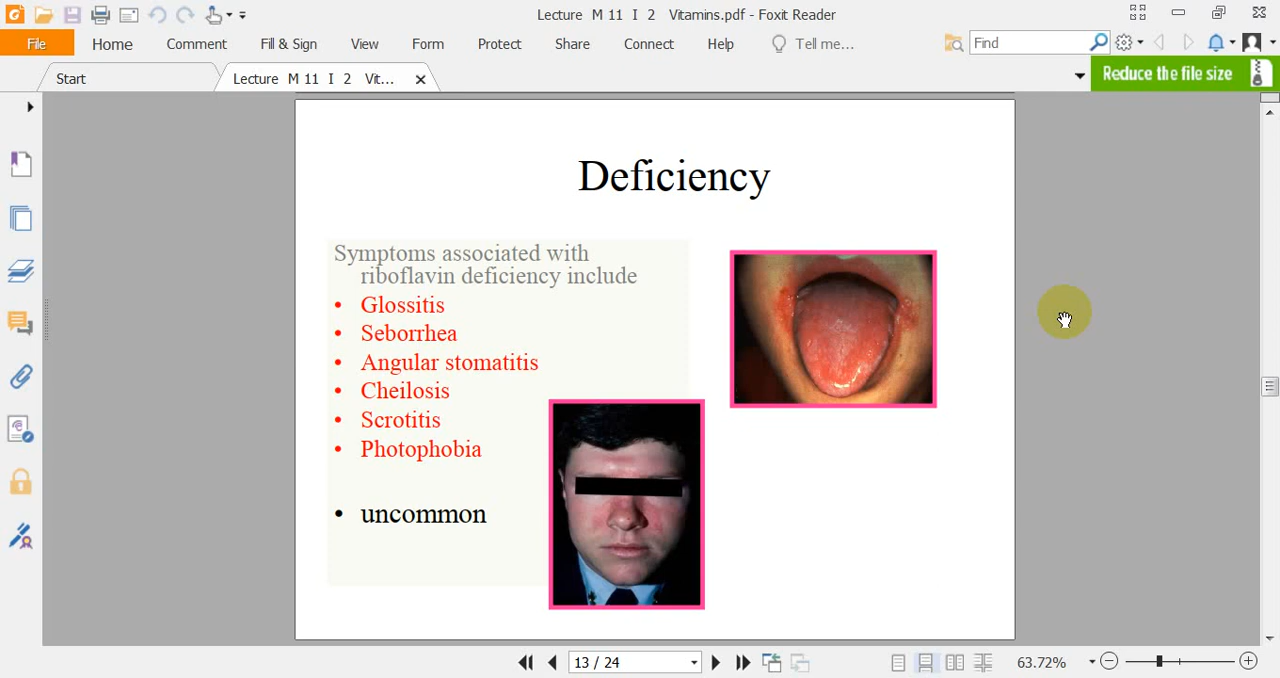 Lecture M 11 I 2 Vitamins.pdf - Foxit Reader
File Home Comment Fill & Sign View Form Protect Share Connect Help Tell me... Find
Start Lecture M 11 I 2 Vit... Reduce the file size
Deficiency
Symptoms associated with
riboflavin deficiency include
• Glossitis
• Seborrhea
• Angular stomatitis
• Cheilosis
• Scrotitis
• Photophobia
• uncommon
13 / 24 63.72%